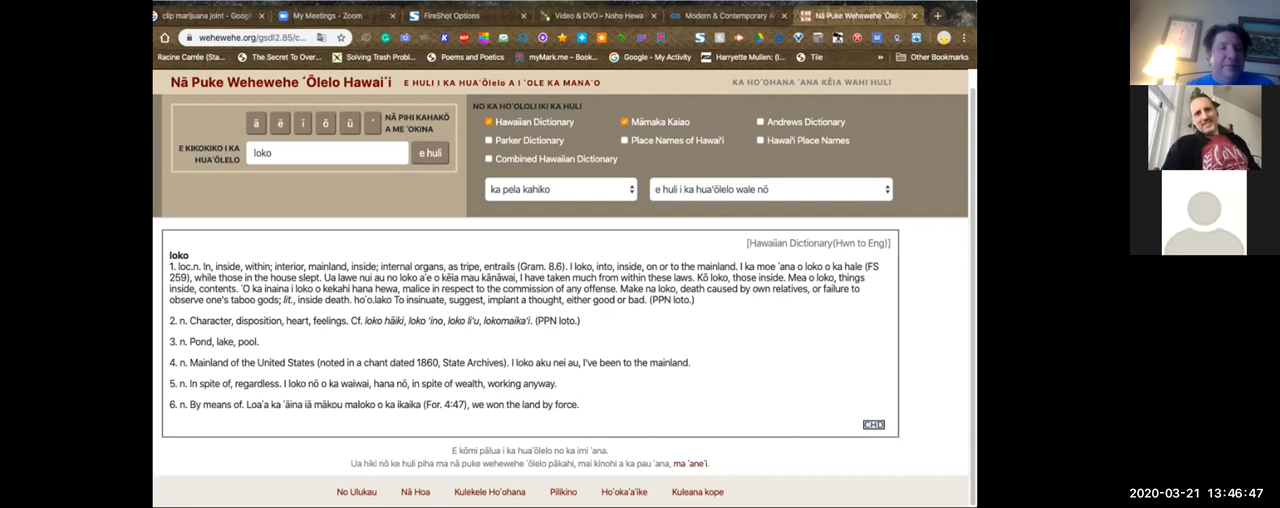 clip marijuana joint - Goog
My Meetings - Zoom
FireShot Options
Video & DVD – Noho Hewa
Modern & Contemporary A
Nā Puke Wehewehe ʻŌlelo
wehewehe.org/gsdl2.85/c...
Racine Carrée (Sta...
The Secret To Over...
Solving Trash Probl...
Poems and Poetics
myMark.me – Book...
Google - My Activity
Harryette Mullen: (I...
Tile
»
Other Bookmarks
Nā Puke Wehewehe ʻŌlelo Hawaiʻi
E HULI I KA HUAʻŌlelo A I ʻOLE KA MANAʻO
KA HOʻOHANA ʻANA KĒIA WAHI HULI
ā ē ī ō ū ʻ
NĀ PIHI KAHAKŌ
A ME ʻOKINA
E KIKOKIKO I KA
HUAʻŌLELO
loko
e huli
NO KA HOʻOLOLI IKI KA HULI
Hawaiian Dictionary
Māmaka Kaiao
Andrews Dictionary
Parker Dictionary
Place Names of Hawaiʻi
Hawaiʻi Place Names
Combined Hawaiian Dictionary
ka pela kahiko
e huli i ka huaʻōlelo wale nō
[Hawaiian Dictionary(Hwn to Eng)]
loko
1. loc.n. In, inside, within; interior, mainland, inside; internal organs, as tripe, entrails (Gram. 8.6). I loko, into, inside, on or to the mainland. I ka moe ʻana o loko o ka hale (FS
259), while those in the house slept. Ua lawe nui au no loko aʻe o kēia mau kānāwai, I have taken much from within these laws. Kō loko, those inside. Mea o loko, things
inside, contents. ʻO ka inaina i loko o kekahi hana hewa, malice in respect to the commission of any offense. Make na loko, death caused by own relatives, or failure to
observe one's taboo gods; lit., inside death. hoʻo.lako To insinuate, suggest, implant a thought, either good or bad. (PPN loto.)
2. n. Character, disposition, heart, feelings. Cf. loko hāiki, loko ʻino, loko liʻu, lokomaikaʻi. (PPN loto.)
3. n. Pond, lake, pool.
4. n. Mainland of the United States (noted in a chant dated 1860, State Archives). I loko aku nei au, I've been to the mainland.
5. n. In spite of, regardless. I loko nō o ka waiwai, hana nō, in spite of wealth, working anyway.
6. n. By means of. Loaʻa ka ʻāina iā mākou maloko o ka ikaika (For. 4:47), we won the land by force.
CHD
E kōmi pālua i ka huaʻōlelo no ka imi ʻana.
Ua hiki nō ke huli piha ma nā puke wehewehe ʻōlelo pākahi, mai kinohi a ka pau ʻana, ma ʻaneʻi.
No Ulukau
Nā Hoa
Kulekele Hoʻohana
Pilikino
Hoʻokaʻaʻike
Kuleana kope
2020-03-21 13:46:47